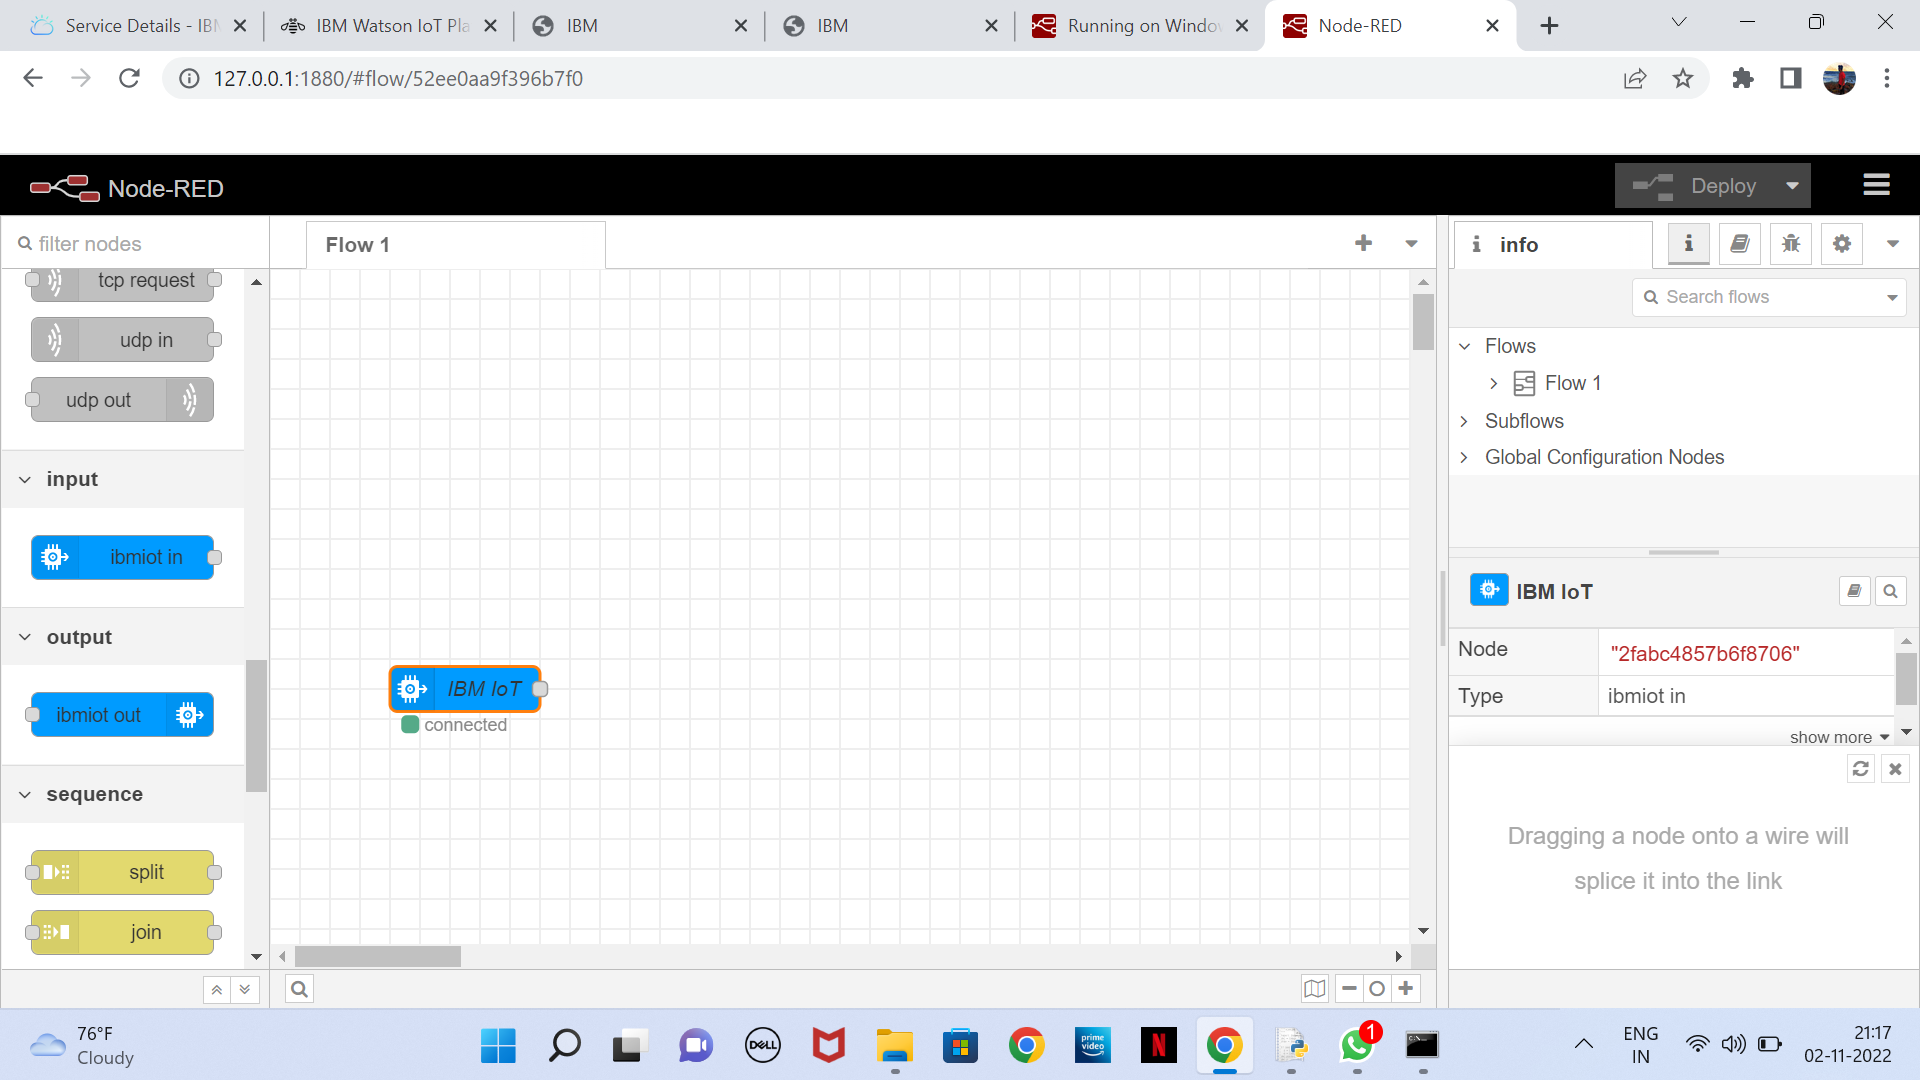 Service Details - IBM
IBM Watson IoT Pla
IBM
IBM
Running on Window
Node-RED
127.0.0.1:1880/#flow/52ee0aa9f396b7f0
Node-RED
Deploy
filter nodes
Flow 1
i info
i
Search flows
tcp request
udp in
udp out
input
ibmiot in
output
ibmiot out
sequence
split
join
IBM IoT
connected
Flows
Flow 1
Subflows
Global Configuration Nodes
IBM IoT
Node "2fabc4857b6f8706"
Type ibmiot in
show more
Dragging a node onto a wire will
splice it into the link
76°F
Cloudy
DELL
prime
video
N
1
ENG
IN
21:17
02-11-2022